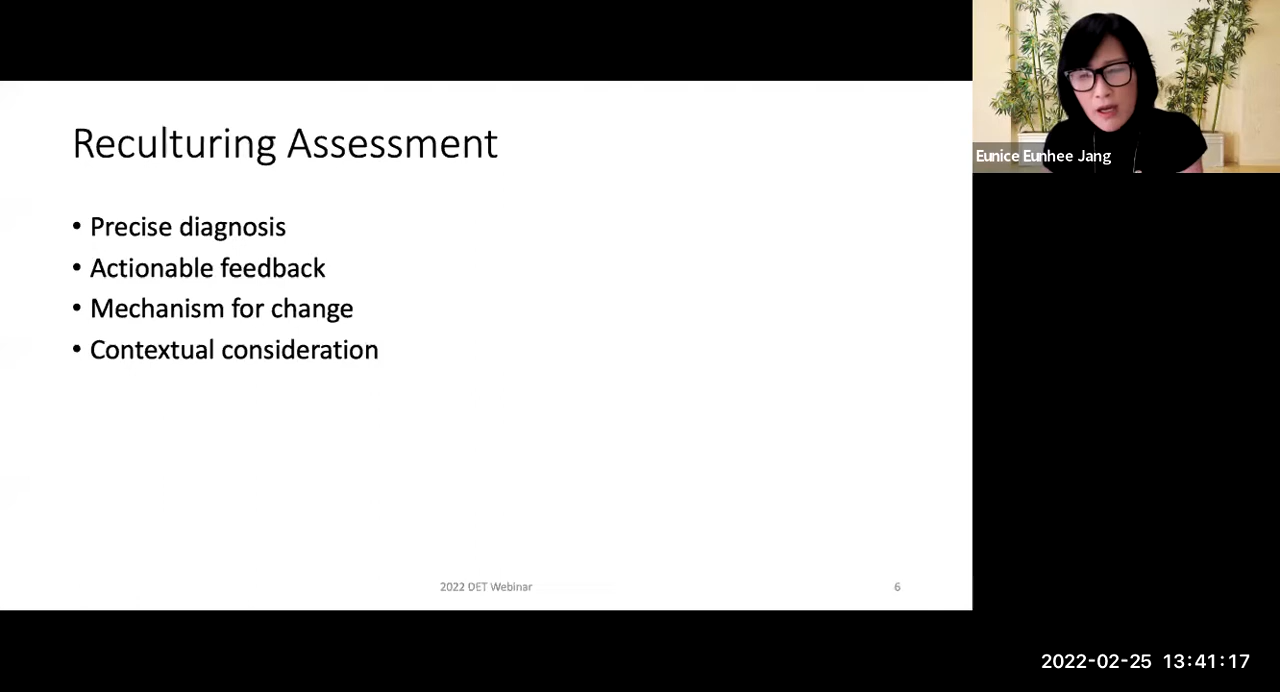 Reculturing Assessment
• Precise diagnosis
• Actionable feedback
• Mechanism for change
• Contextual consideration
2022 DET Webinar
6
Eunice Eunhee Jang
2022-02-25 13:41:17